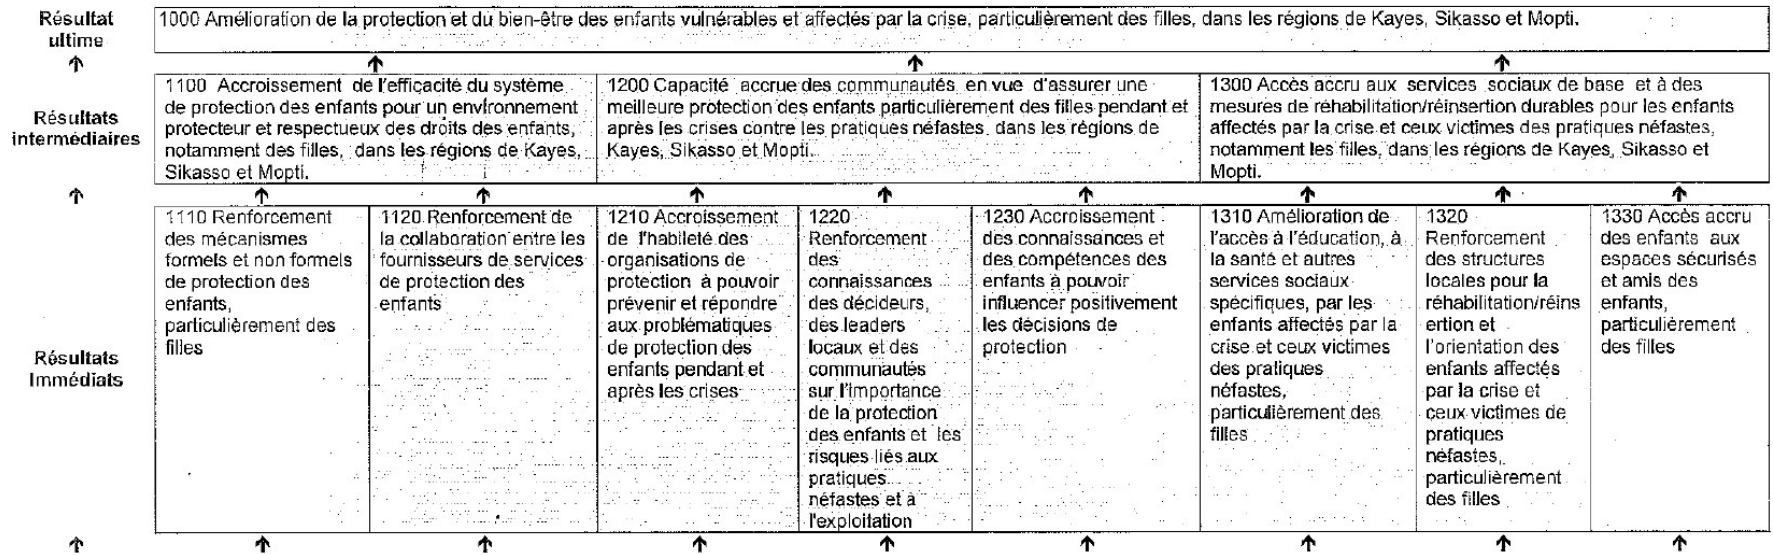 Résultat
ultime
1000 Amélioration de la protection et du bien-être des enfants vulnérables et affectés par la crise, particulièrement des filles, dans les régions de Kayes, Sikasso et Mopti.
Résultats
intermédiaires
1100 Accroissement de l'efficacité du système
de protection des enfants pour un environnement
protecteur et respectueux des droits des enfants,
notamment des filles, dans les régions de Kayes,
Sikasso et Mopti.
1200 Capacité accrue des communautés en vue d'assurer une
meilleure protection des enfants particulièrement des filles pendant et
après les crises contre les pratiques néfastes dans les régions de
Kayes, Sikasso et Mopti.
1300 Accès accru aux services sociaux de base et à des
mesures de réhabilitation/réinsertion durables pour les enfants
affectés par la crise et ceux victimes des pratiques néfastes,
notamment les filles, dans les régions de Kayes, Sikasso et
Mopti.
Résultats
Immédiats
1110 Renforcement
des mécanismes
formels et non formels
de protection des
enfants,
particulièrement des
filles
1120 Renforcement de
la collaboration entre les
fournisseurs de services
de protection des
enfants
1210 Accroissement
de l'habileté des
organisations de
protection à pouvoir
prévenir et répondre
aux problématiques
de protection des
enfants pendant et
après les crises
1220
Renforcement
des
connaissances
des décideurs,
des leaders
locaux et des
communautés
sur l'importance
de la protection
des enfants et les
risques liés aux
pratiques
néfastes et à
l'exploitation
1230 Accroissement
des connaissances et
des compétences des
enfants à pouvoir
influencer positivement
les décisions de
protection
1310 Amélioration de
l'accès à l'éducation, à
la santé et autres
services sociaux
spécifiques, par les
enfants affectés par la
crise et ceux victimes
des pratiques
néfastes,
particulièrement des
filles
1320
Renforcement
des structures
locales pour la
réhabilitation/réins
ertion et
l'orientation des
enfants affectés
par la crise et
ceux victimes de
pratiques
néfastes,
particulièrement
des filles
1330 Accès accru
des enfants aux
espaces sécurisés
et amis des
enfants,
particulièrement
des filles